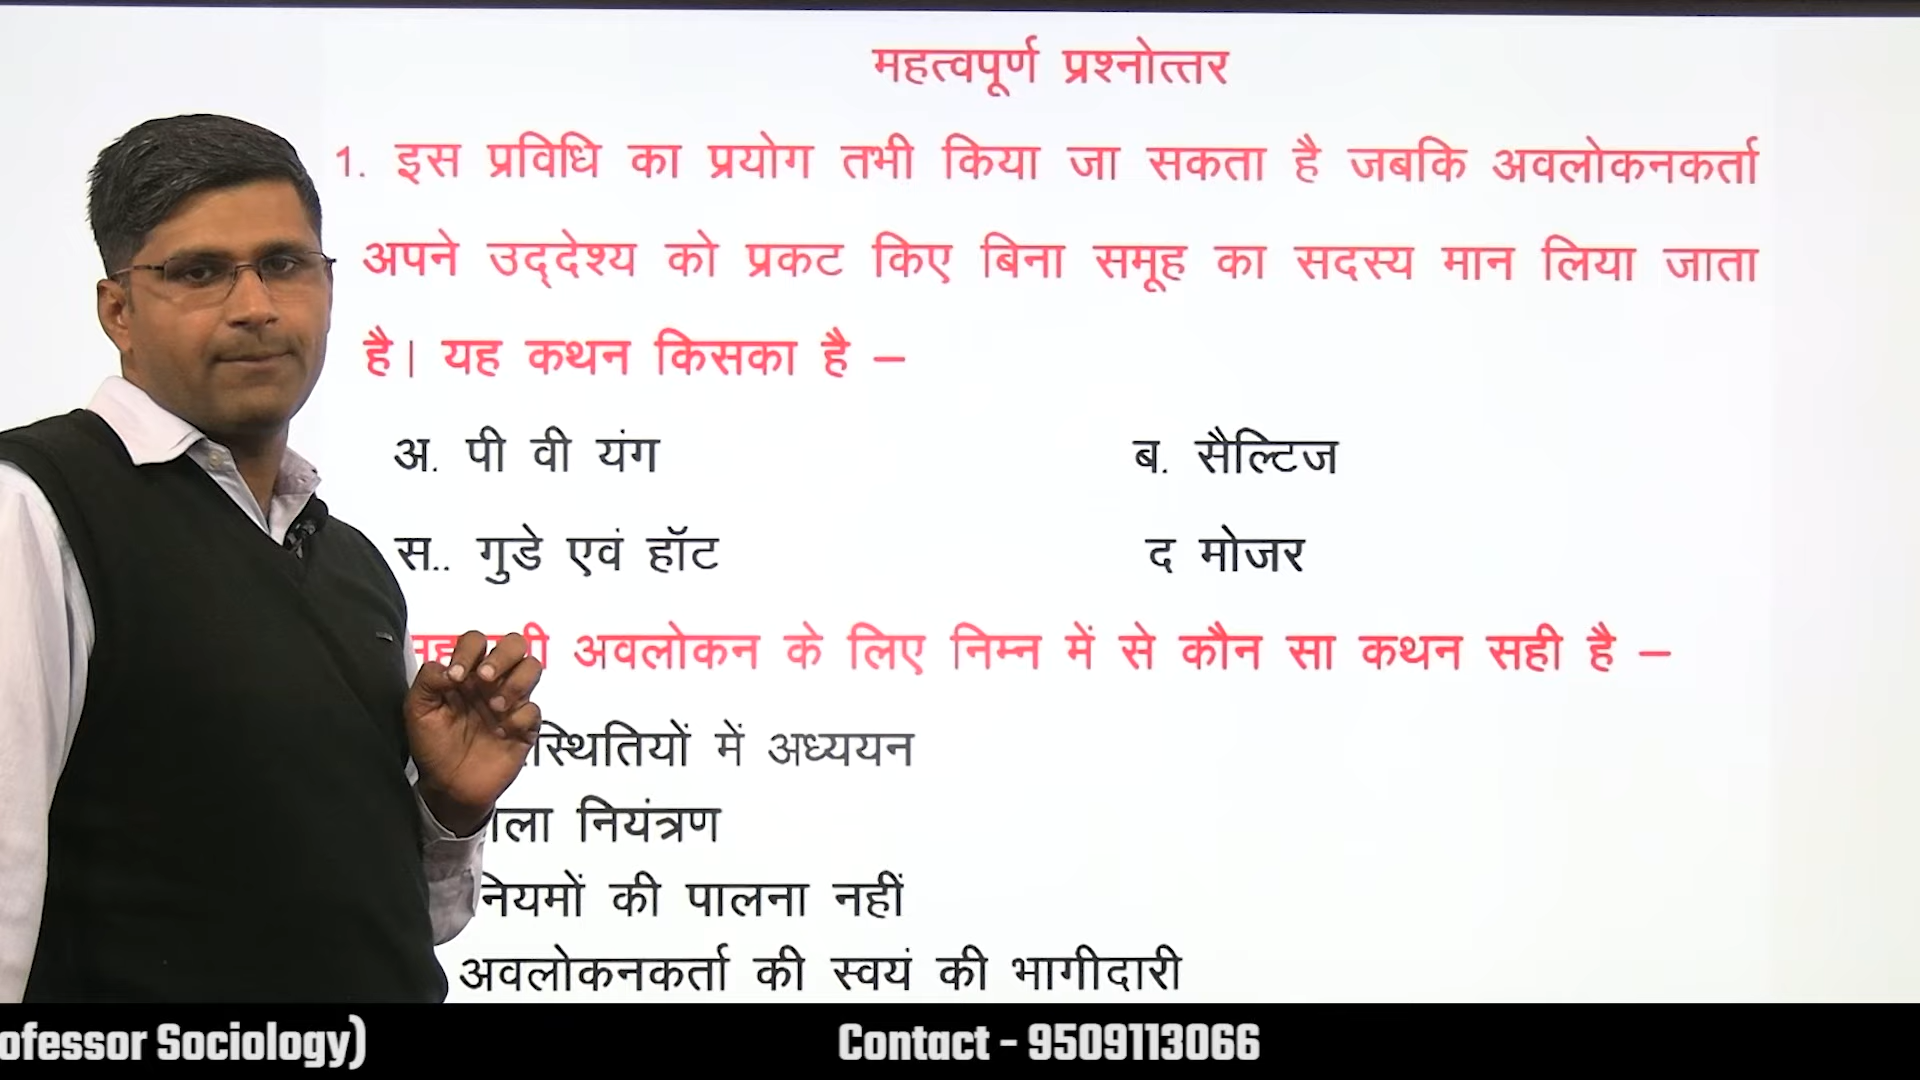 महत्वपूर्ण प्रश्नोत्तर
1. इस प्रविधि का प्रयोग तभी किया जा सकता है जबकि अवलोकनकर्ता
अपने उद्देश्य को प्रकट किए बिना समूह का सदस्य मान लिया जाता
है। यह कथन किसका है –
अ. पी वी यंग ब. सैल्टिज
स.. गुडे एवं हॉट द मोजर
अवलोकन के लिए निम्न में से कौन सा कथन सही है –
स्थितियों में अध्ययन
नियंत्रण
नियमों की पालना नहीं
अवलोकनकर्ता की स्वयं की भागीदारी
ofessor Sociology) Contact - 9509113066